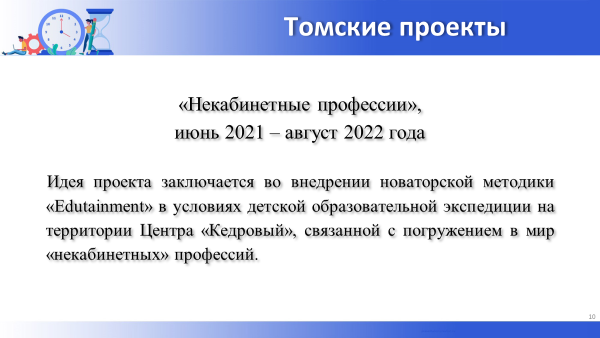 Томские проекты
«Некабинетные профессии»,
июнь 2021 – август 2022 года
Идея проекта заключается во внедрении новаторской методики
«Edutainment» в условиях детской образовательной экспедиции на
территории Центра «Кедровый», связанной с погружением в мир
«некабинетных» профессий.
10